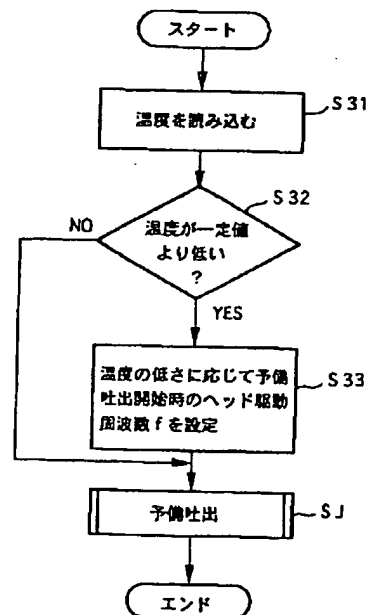 スタート
温度を読み込む
S31
S32
NO
温度が一定値
より低い
?
YES
温度の低さに応じて予備
吐出開始時のヘッド駆動
周波数fを設定
S33
予備吐出
SJ
エンド